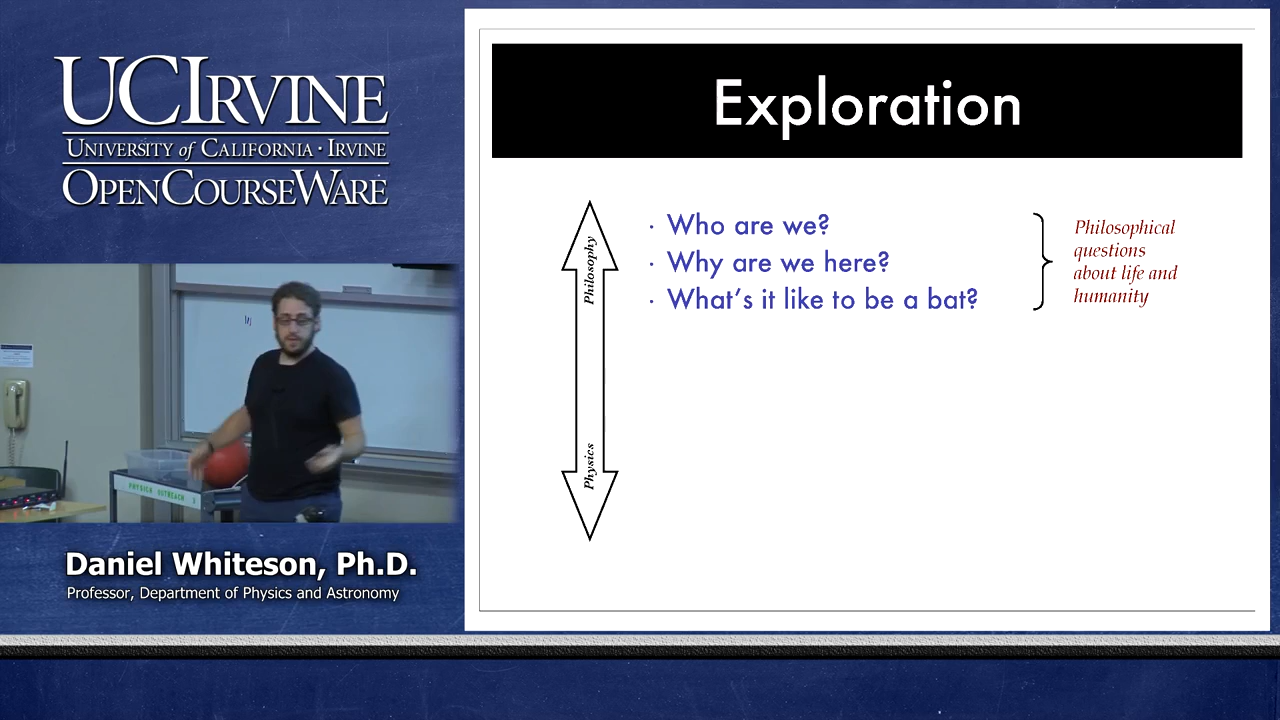 UCIRVINE
UNIVERSITY of CALIFORNIA · IRVINE
OPENCOURSEWARE
Exploration
Philosophy
Physics
· Who are we?
· Why are we here?
· What's it like to be a bat?
Philosophical
questions
about life and
humanity
PHYSICS OUTREACH
Daniel Whiteson, Ph.D.
Professor, Department of Physics and Astronomy